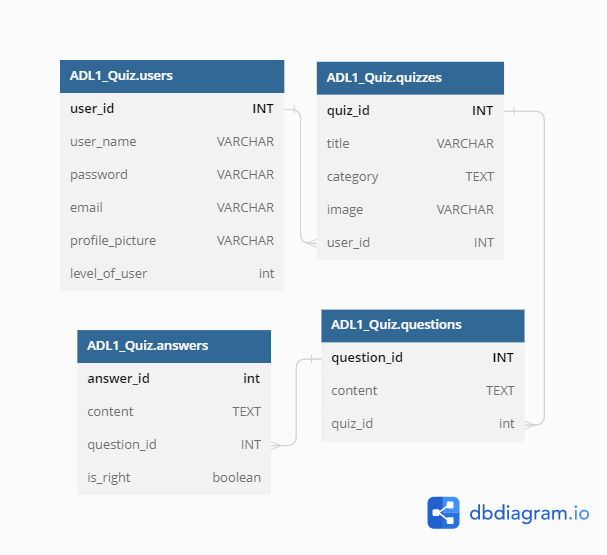 ADL1_Quiz.users
user_id INT
user_name VARCHAR
password VARCHAR
email VARCHAR
profile_picture VARCHAR
level_of_user int
ADL1_Quiz.quizzes
quiz_id INT
title VARCHAR
category TEXT
image VARCHAR
user_id INT
ADL1_Quiz.answers
answer_id int
content TEXT
question_id INT
is_right boolean
ADL1_Quiz.questions
question_id INT
content TEXT
quiz_id int
dbdiagram.io